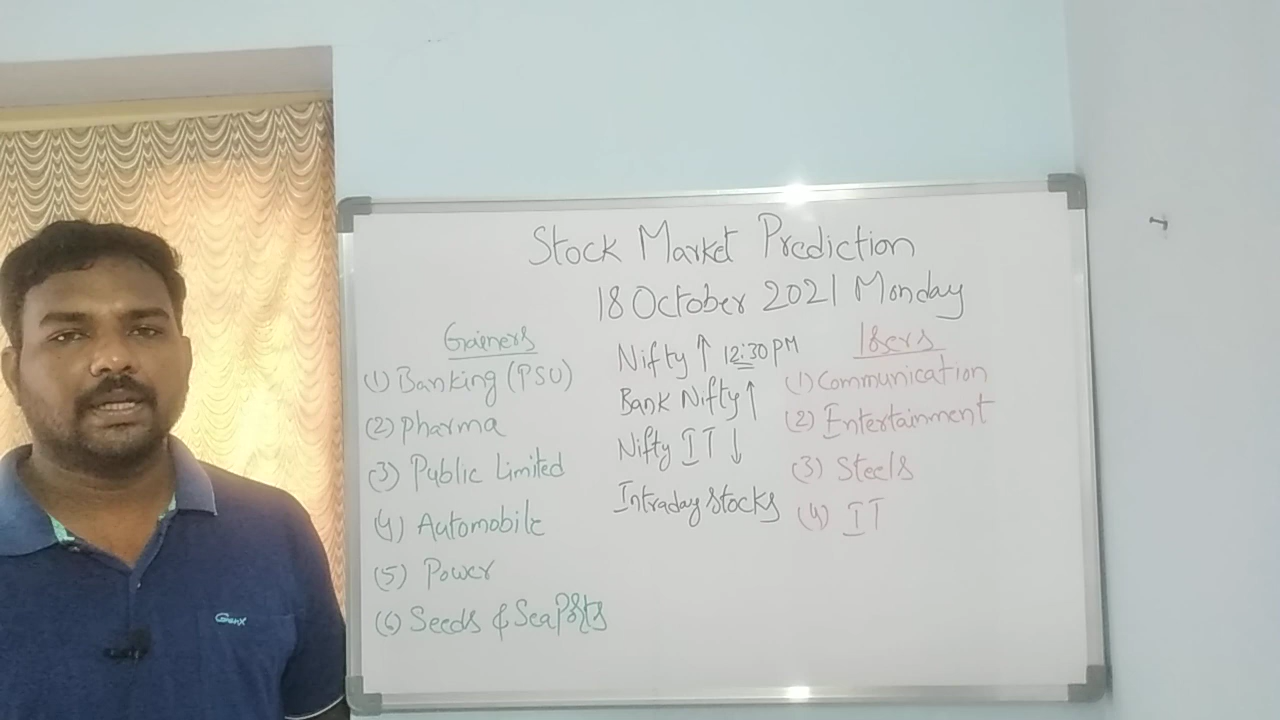 Stock Market Prediction
18 October 2021 Monday
Gainers
(1) Banking (PSU)
(2) Pharma
(3) Public Limited
(4) Automobile
(5) Power
(6) Seeds & SeaPorts
Nifty ↑ 12:30 PM
Bank Nifty ↑
Nifty IT ↓
Intraday Stocks
losers
(1) Communication
(2) Entertainment
(3) Steels
(4) IT